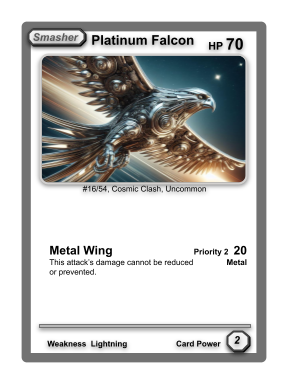 Smasher Platinum Falcon HP 70
#16/54, Cosmic Clash, Uncommon
Metal Wing Priority 2 20
This attack's damage cannot be reduced Metal
or prevented.
Weakness Lightning Card Power 2